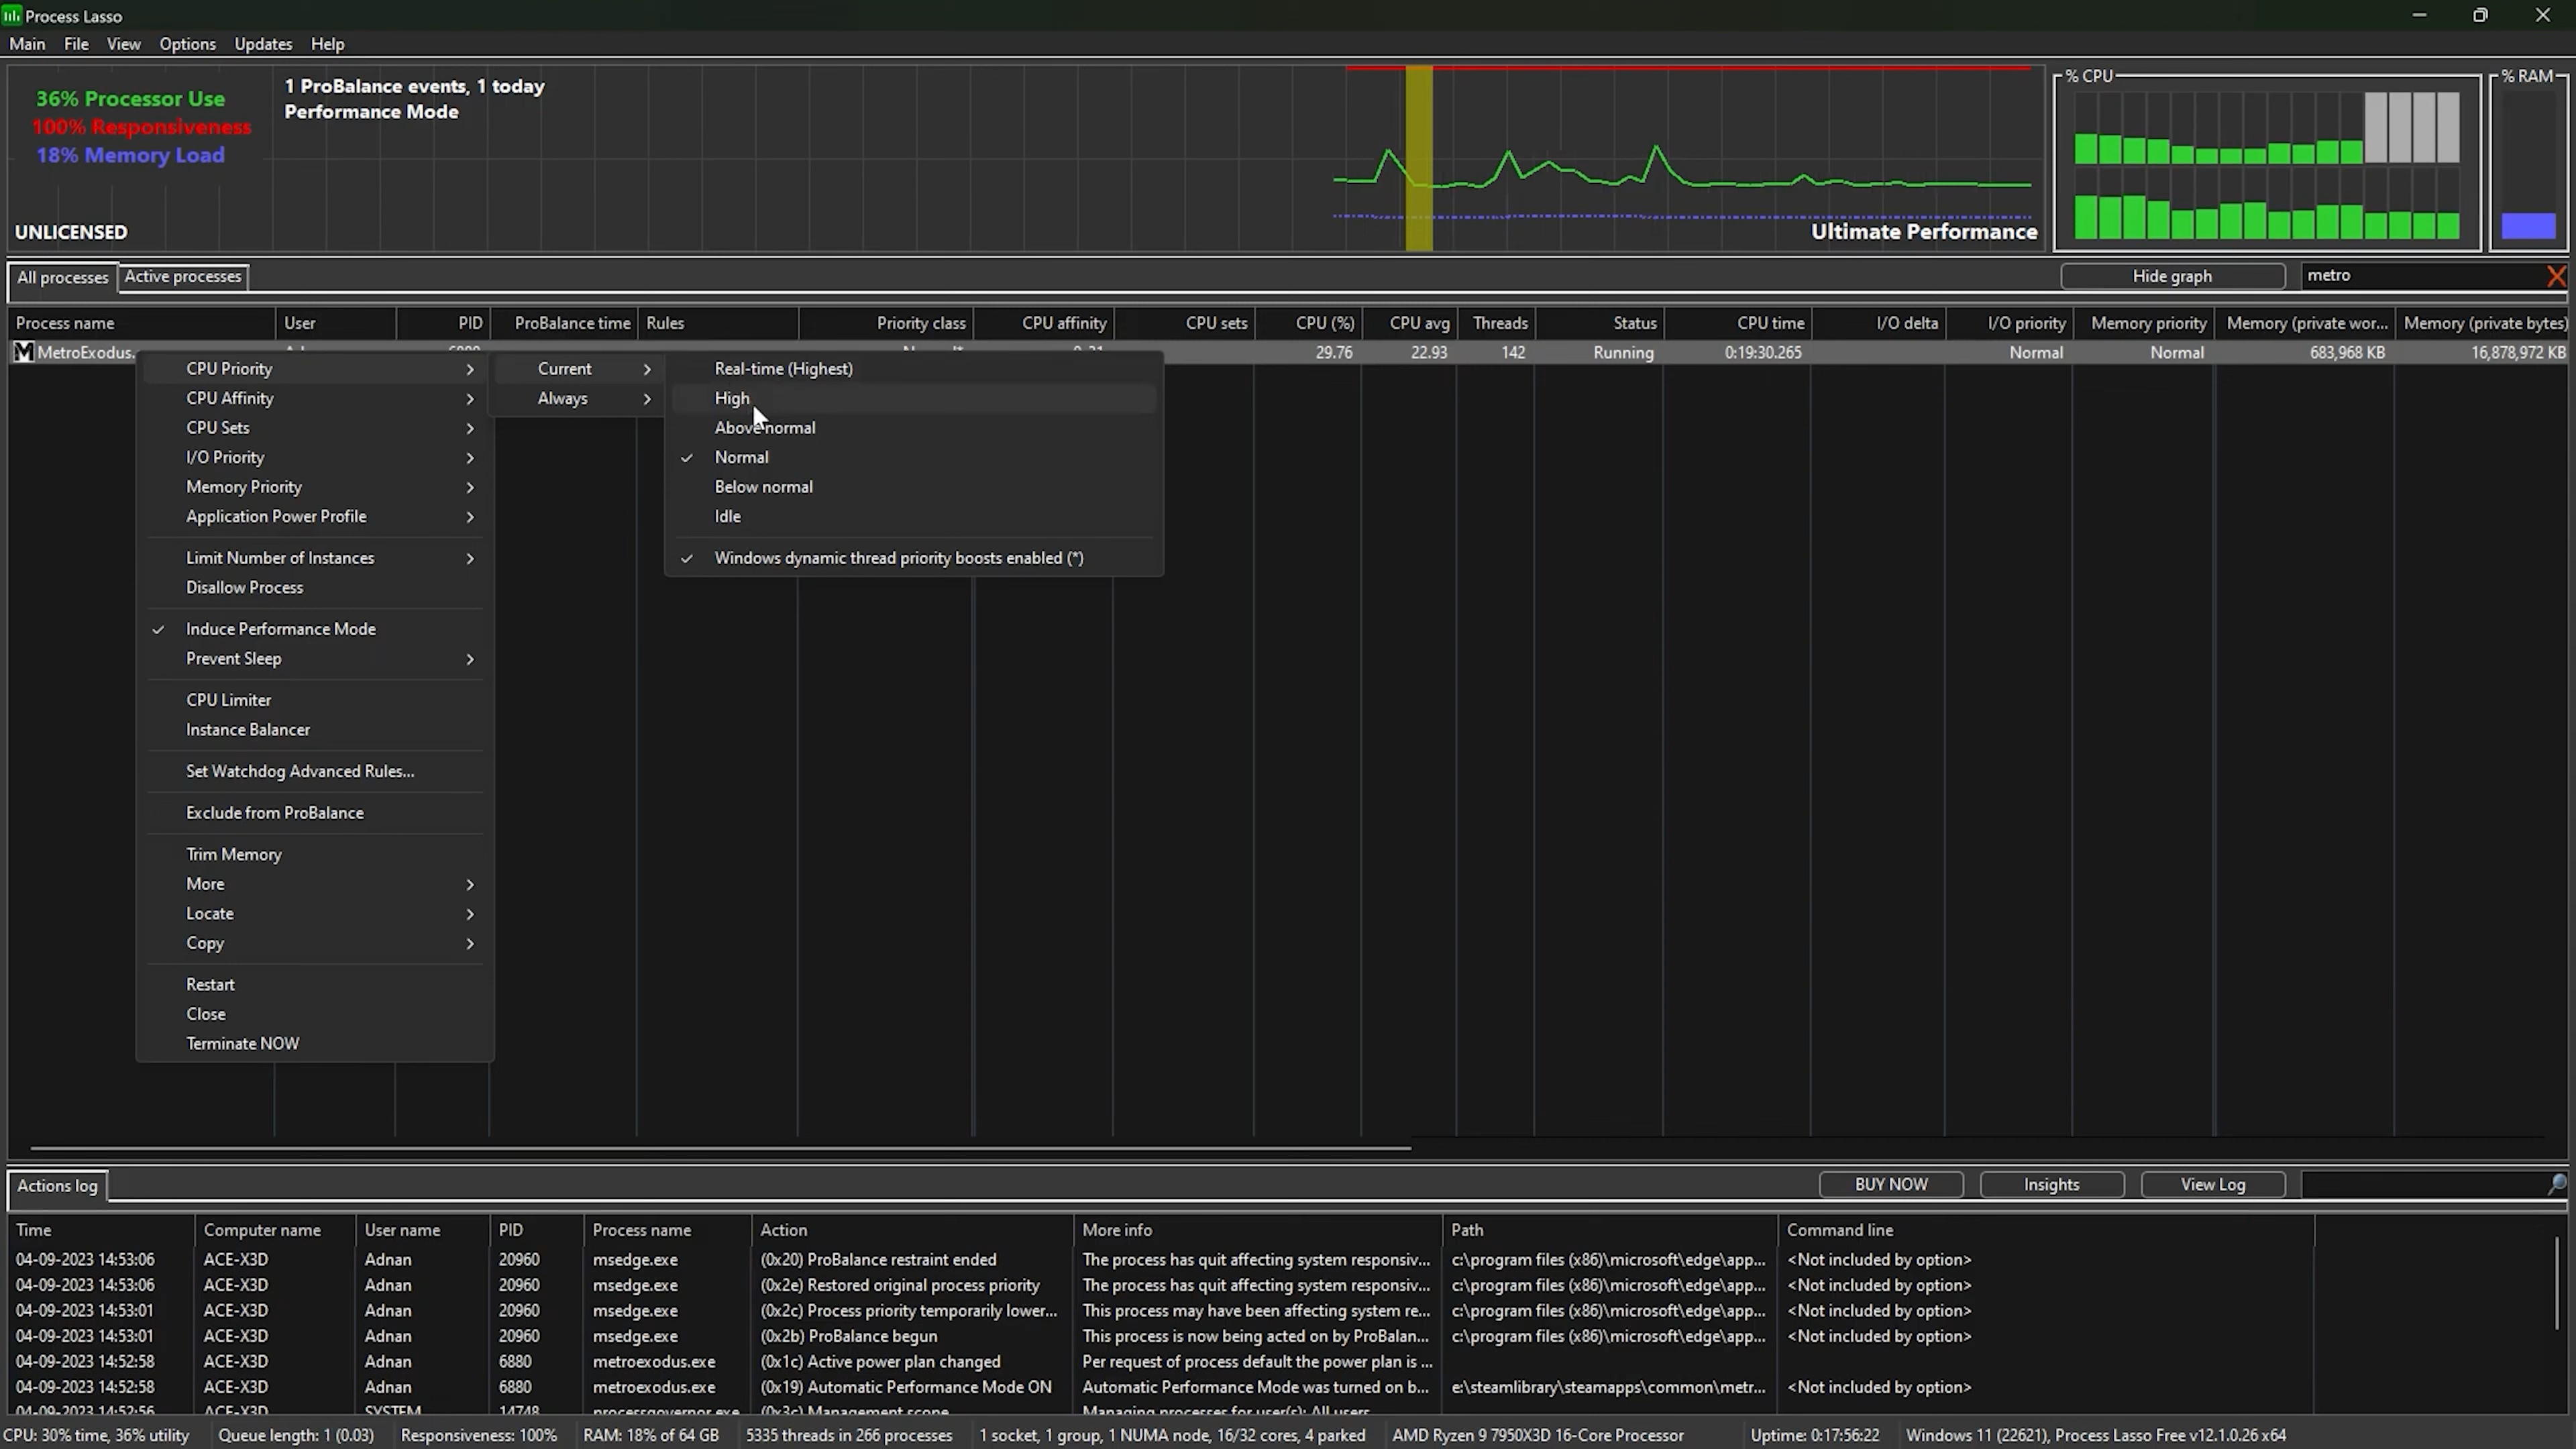 Process Lasso
Main File View Options Updates Help
36% Processor Use
100% Responsiveness
18% Memory Load
1 ProBalance events, 1 today
Performance Mode
UNLICENSED
Ultimate Performance
% CPU
% RAM
All processes Active processes Hide graph metro
Process name User PID ProBalance time Rules Priority class CPU affinity CPU sets CPU (%) CPU avg Threads Status CPU time I/O delta I/O priority Memory priority Memory (private wor... Memory (private bytes)
MetroExodus. 29.76 22.93 142 Running 0:19:30.265 Normal Normal 683,968 KB 16,878,972 KB
CPU Priority
CPU Affinity
CPU Sets
I/O Priority
Memory Priority
Application Power Profile
Limit Number of Instances
Disallow Process
Induce Performance Mode
Prevent Sleep
CPU Limiter
Instance Balancer
Set Watchdog Advanced Rules...
Exclude from ProBalance
Trim Memory
More
Locate
Copy
Restart
Close
Terminate NOW
Current
Always
Real-time (Highest)
High
Above normal
Normal
Below normal
Idle
Windows dynamic thread priority boosts enabled (*)
Actions log BUY NOW Insights View Log
Time Computer name User name PID Process name Action More info Path Command line
04-09-2023 14:53:06 ACE-X3D Adnan 20960 msedge.exe (0x20) ProBalance restraint ended The process has quit affecting system responsiv... c:\program files (x86)\microsoft\edge\app... <Not included by option>
04-09-2023 14:53:06 ACE-X3D Adnan 20960 msedge.exe (0x2e) Restored original process priority The process has quit affecting system responsiv... c:\program files (x86)\microsoft\edge\app... <Not included by option>
04-09-2023 14:53:01 ACE-X3D Adnan 20960 msedge.exe (0x2c) Process priority temporarily lower... This process may have been affecting system re... c:\program files (x86)\microsoft\edge\app... <Not included by option>
04-09-2023 14:53:01 ACE-X3D Adnan 20960 msedge.exe (0x2b) ProBalance begun This process is now being acted on by ProBalan... c:\program files (x86)\microsoft\edge\app... <Not included by option>
04-09-2023 14:52:58 ACE-X3D Adnan 6880 metroexodus.exe (0x1c) Active power plan changed Per request of process default the power plan is ...
04-09-2023 14:52:58 ACE-X3D Adnan 6880 metroexodus.exe (0x19) Automatic Performance Mode ON Automatic Performance Mode was turned on b... e:\steamlibrary\steamapps\common\metr... <Not included by option>
04-09-2023 14:52:56 ACE-X3D SYSTEM 14748 processgovernor.exe (0x3c) Management scope Managing processes for user(s): All users
CPU: 30% time, 36% utility Queue length: 1 (0.03) Responsiveness: 100% RAM: 18% of 64 GB 5335 threads in 266 processes 1 socket, 1 group, 1 NUMA node, 16/32 cores, 4 parked AMD Ryzen 9 7950X3D 16-Core Processor Uptime: 0:17:56:22 Windows 11 (22621), Process Lasso Free v12.1.0.26 x64